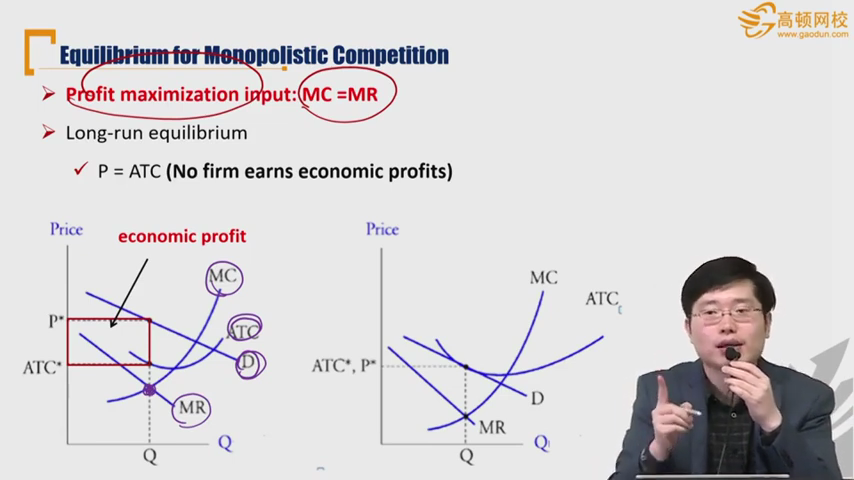 高顿网校
www.gaodun.com
Equilibrium for Monopolistic Competition
Profit maximization input: MC =MR
Long-run equilibrium
P = ATC (No firm earns economic profits)
Price
economic profit
MC
P*
ATC
ATC*
D
MR
Q
Q
Price
MC
ATC
ATC*, P*
D
MR
Q
Q